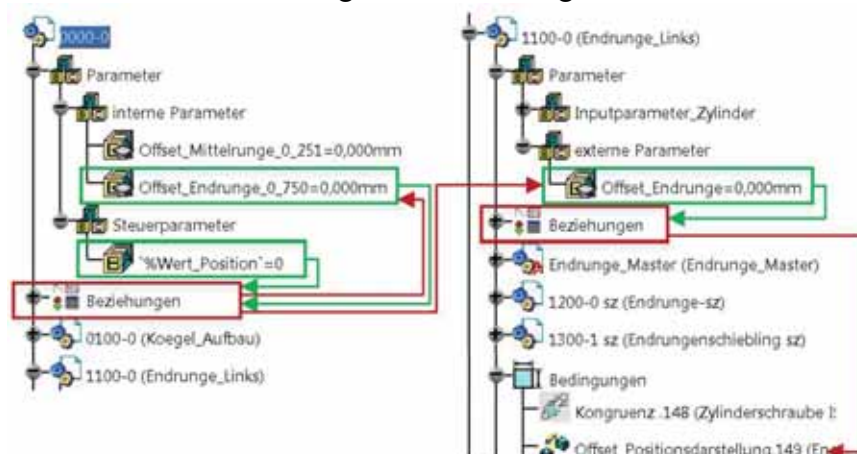 0000-0
Parameter
interne Parameter
Offset_Mittelrunge_0_251=0,000mm
Offset_Endrunge_0_750=0,000mm
Steuerparameter
`%Wert_Position`=0
Beziehungen
0100-0 (Koegel_Aufbau)
1100-0 (Endrunge_Links)
1100-0 (Endrunge_Links)
Parameter
Inputparameter_Zylinder
externe Parameter
Offset_Endrunge=0,000mm
Beziehungen
Endrunge_Master (Endrunge_Master)
1200-0 sz (Endrunge-sz)
1300-1 sz (Endrungenschiebling sz)
Bedingungen
Kongruenz.148 (Zylinderschraube
Offset Positionsdarstellung.149